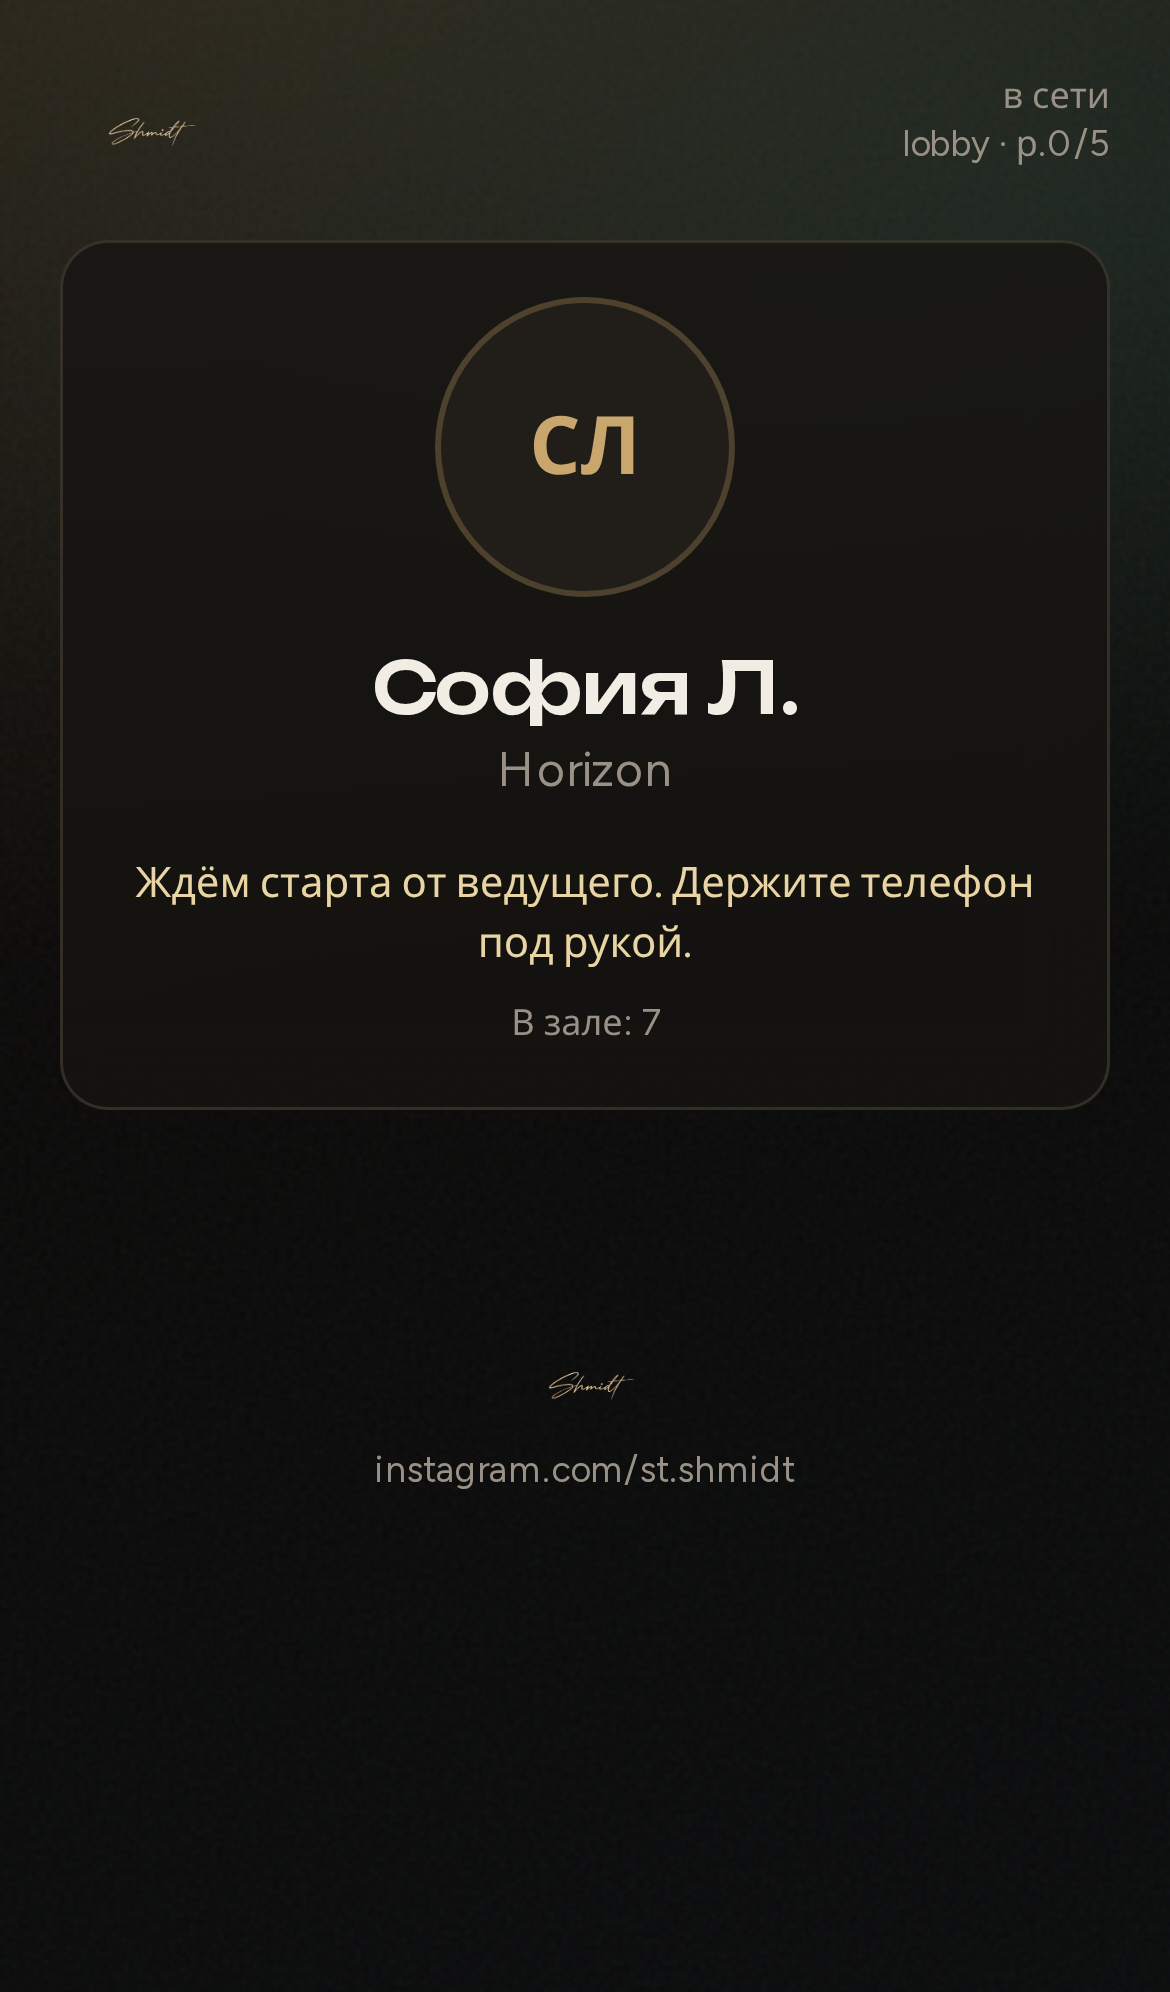 Shmidt
в сети
lobby · р.0/5
СЛ
София Л.
Horizon
Ждём старта от ведущего. Держите телефон
под рукой.
В зале: 7
Shmidt
instagram.com/st.shmidt